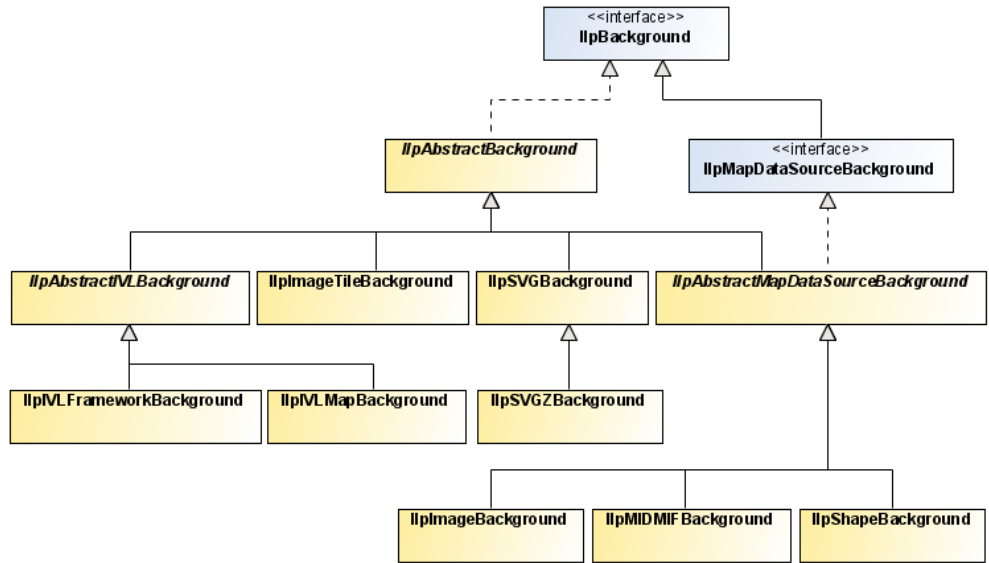 <<interface>>
IlpBackground
IlpAbstractBackground
<<interface>>
IlpMapDataSourceBackground
IlpAbstractIVLBackground
IlpImageTileBackground
IlpSVGBackground
IlpAbstractMapDataSourceBackground
IlpIVLFrameworkBackground
IlpIVLMapBackground
IlpSVGZBackground
IlpImageBackground
IlpMIDMIFBackground
IlpShapeBackground